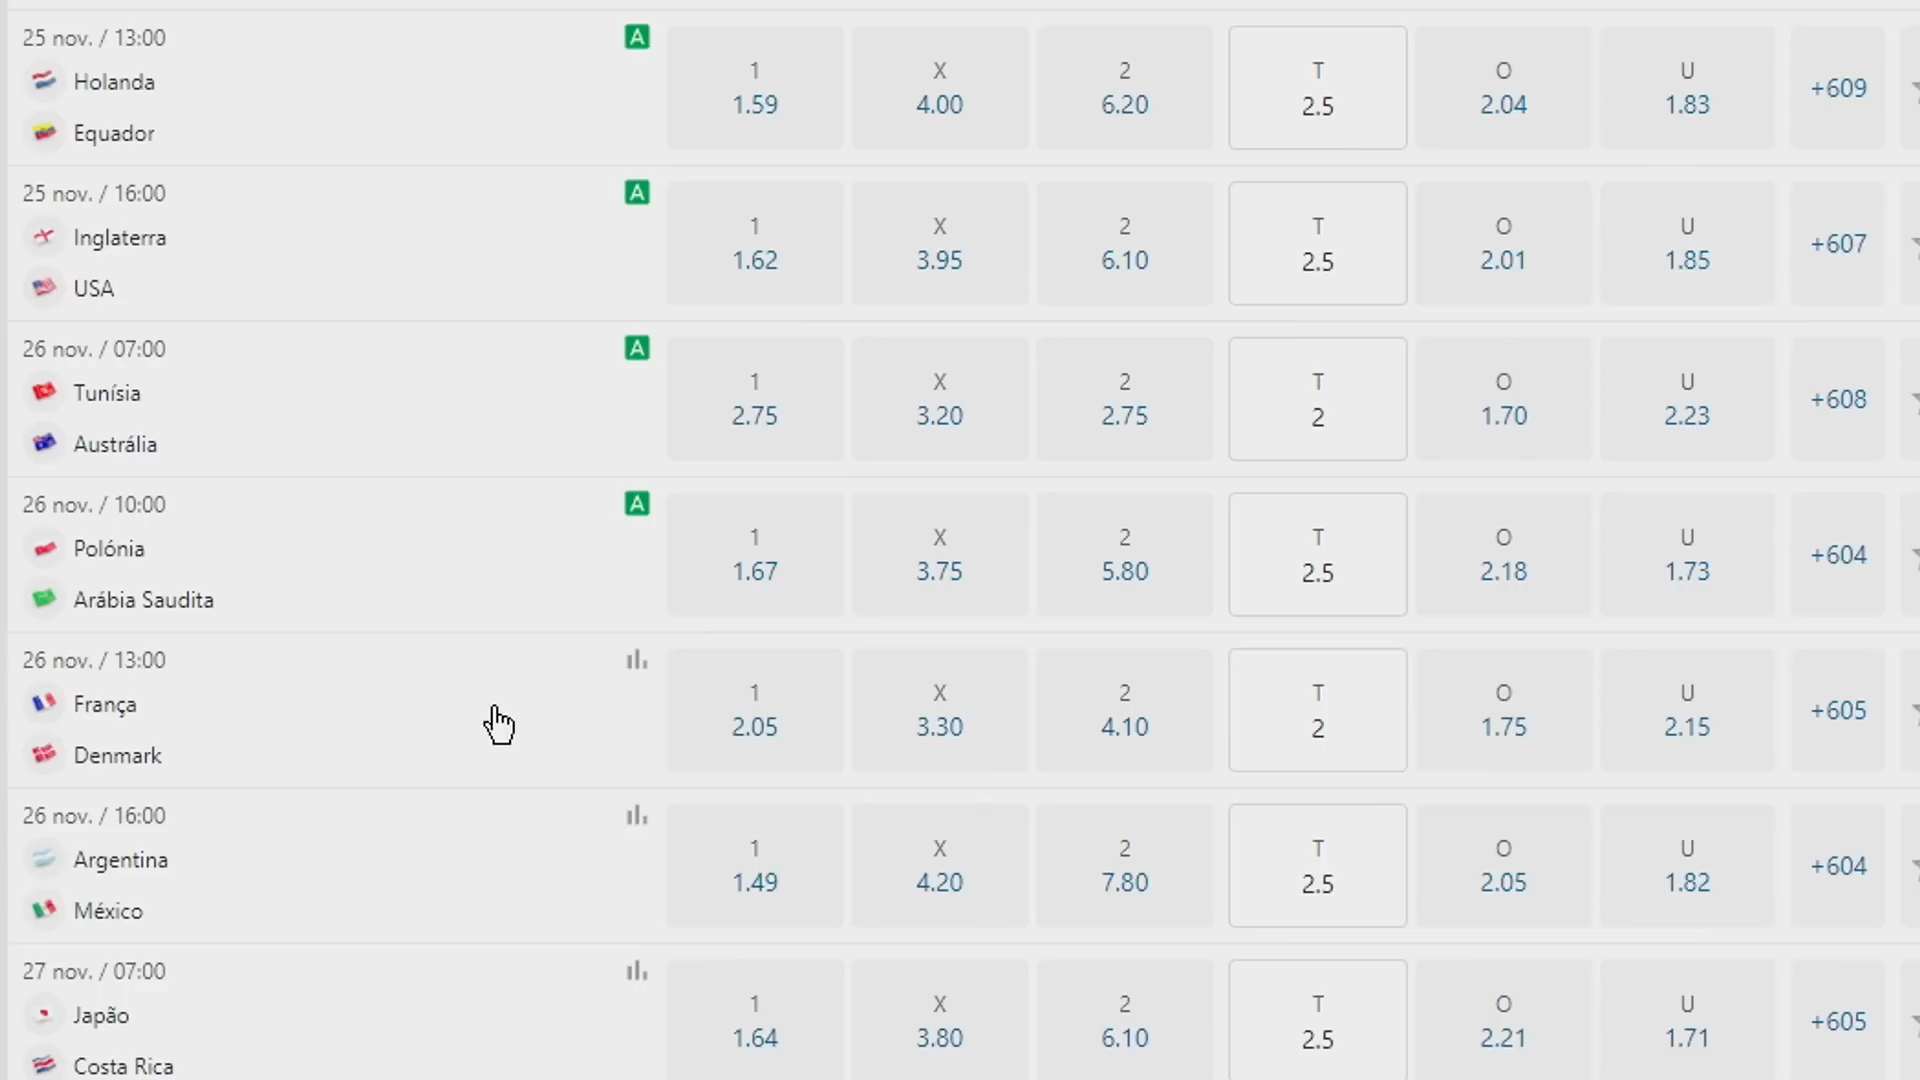 25 nov. / 13:00
A
Holanda
Equador
1 X 2 T O U
1.59 4.00 6.20 2.5 2.04 1.83 +609
25 nov. / 16:00
A
Inglaterra
USA
1 X 2 T O U
1.62 3.95 6.10 2.5 2.01 1.85 +607
26 nov. / 07:00
A
Tunísia
Austrália
1 X 2 T O U
2.75 3.20 2.75 2 1.70 2.23 +608
26 nov. / 10:00
A
Polónia
Arábia Saudita
1 X 2 T O U
1.67 3.75 5.80 2.5 2.18 1.73 +604
26 nov. / 13:00
França
Denmark
1 X 2 T O U
2.05 3.30 4.10 2 1.75 2.15 +605
26 nov. / 16:00
Argentina
México
1 X 2 T O U
1.49 4.20 7.80 2.5 2.05 1.82 +604
27 nov. / 07:00
Japão
Costa Rica
1 X 2 T O U
1.64 3.80 6.10 2.5 2.21 1.71 +605